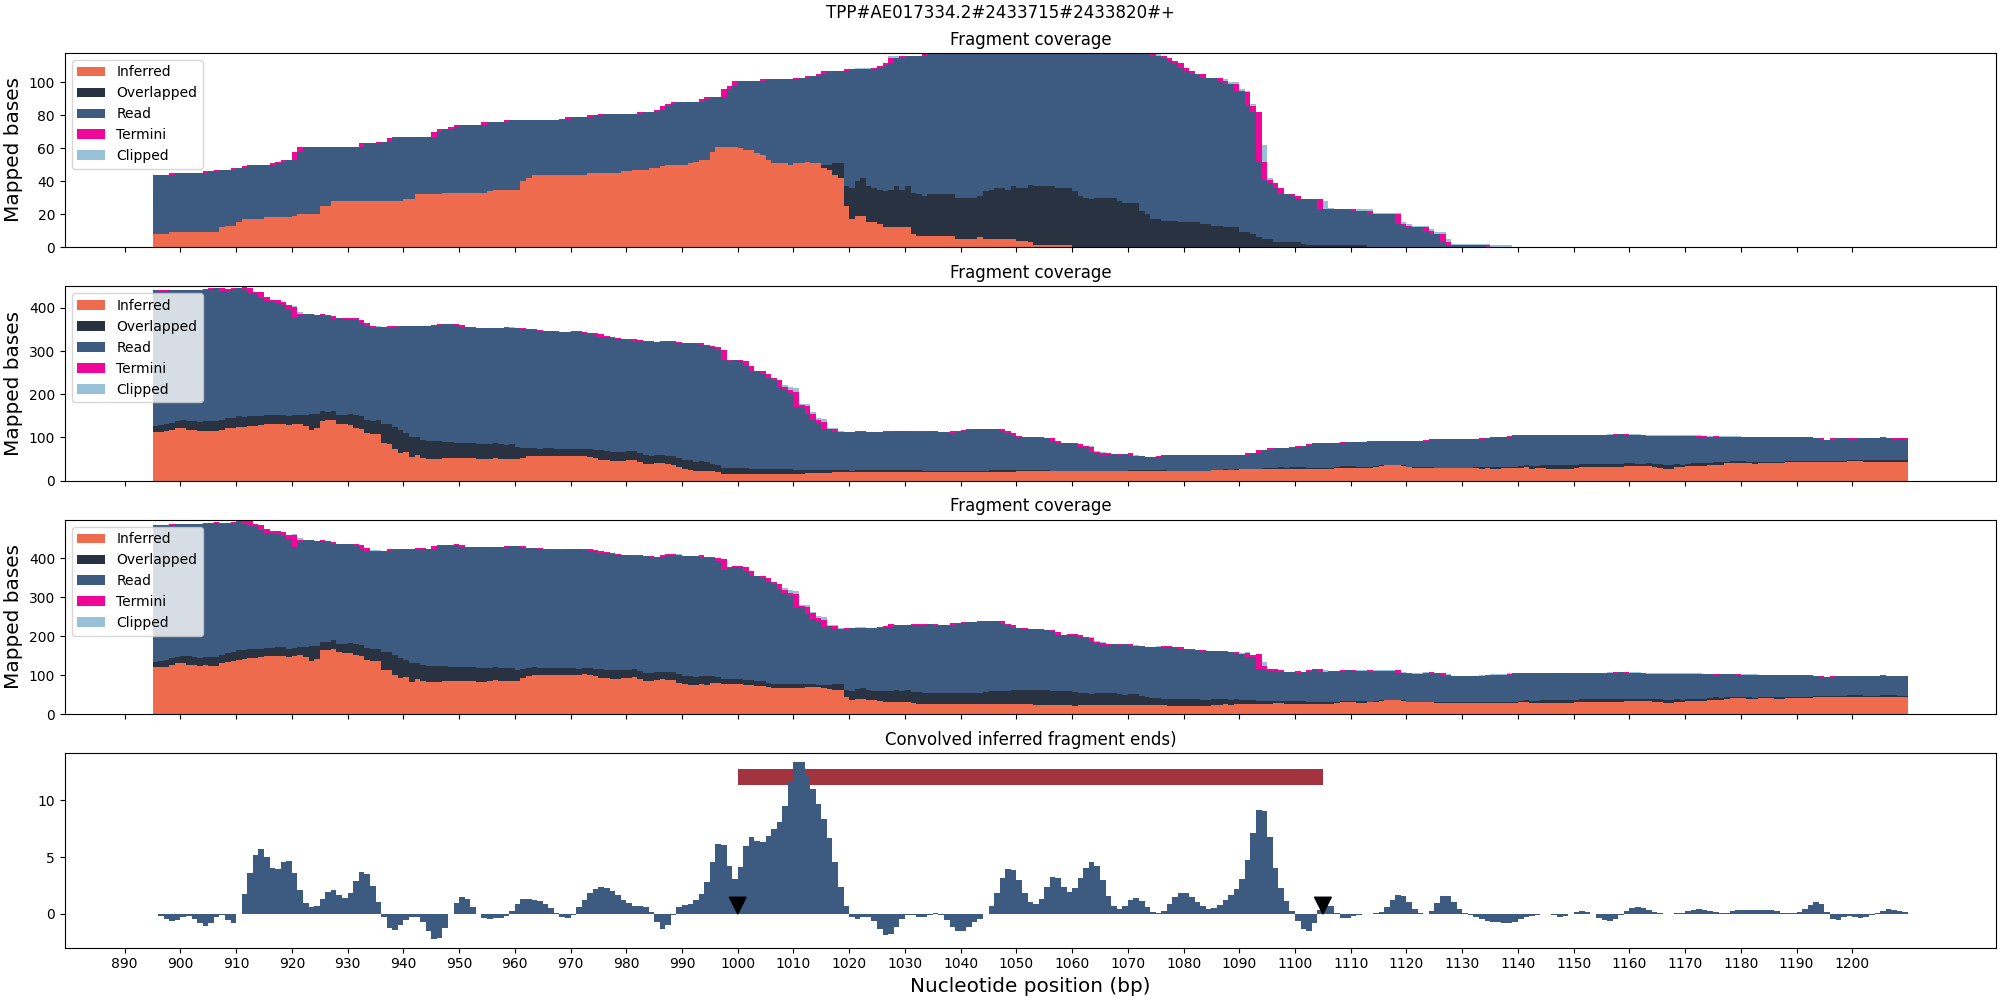 TPP#AE017334.2#2433715#2433820#+
Fragment coverage
Mapped bases
100
80
60
40
20
0
Inferred
Overlapped
Read
Termini
Clipped
Fragment coverage
Mapped bases
400
300
200
100
0
Inferred
Overlapped
Read
Termini
Clipped
Fragment coverage
Mapped bases
400
300
200
100
0
Inferred
Overlapped
Read
Termini
Clipped
Convolved inferred fragment ends)
10
5
0
890 900 910 920 930 940 950 960 970 980 990 1000 1010 1020 1030 1040 1050 1060 1070 1080 1090 1100 1110 1120 1130 1140 1150 1160 1170 1180 1190 1200
Nucleotide position (bp)